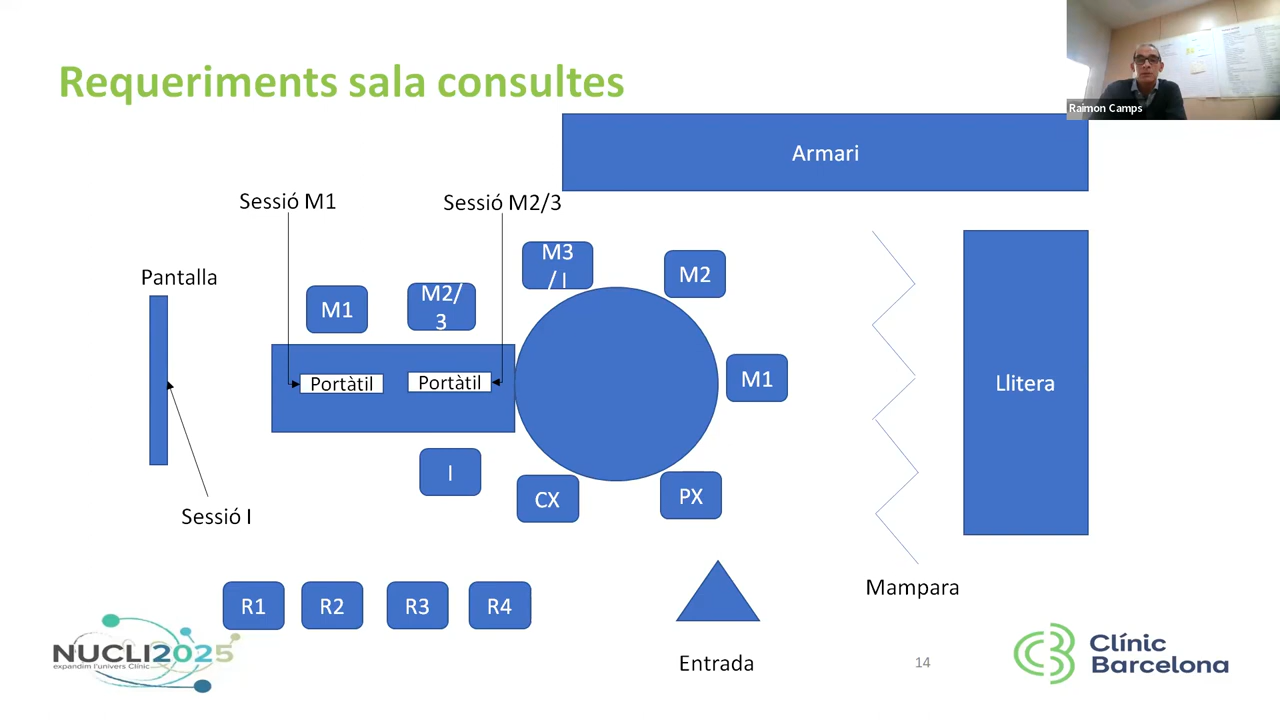 Requeriments sala consultes
Raimon Camps
Armari
Sessió M1
Sessió M2/3
M3
/ I
M2
Pantalla
M1
M2/
3
Portàtil
Portàtil
M1
Llitera
I
CX
PX
Sessió I
Mampara
R1
R2
R3
R4
NUCLI2025
expandim l'univers Clínic
Entrada
14
Clínic
Barcelona